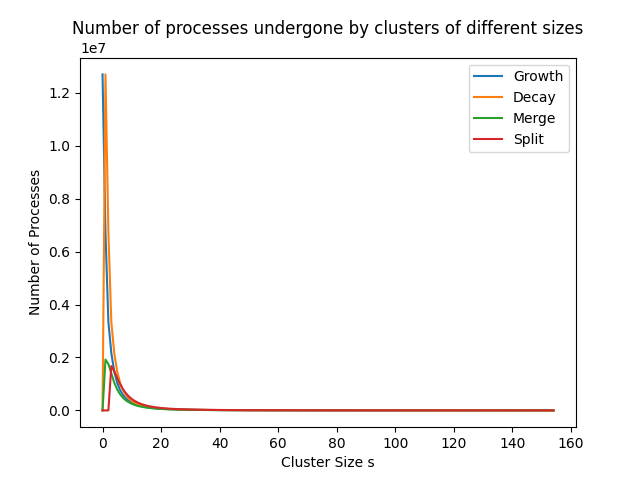 Number of processes undergone by clusters of different sizes
1e7
Growth
Decay
Merge
Split
1.2
1.0
0.8
0.6
0.4
0.2
0.0
Number of Processes
0 20 40 60 80 100 120 140 160
Cluster Size s